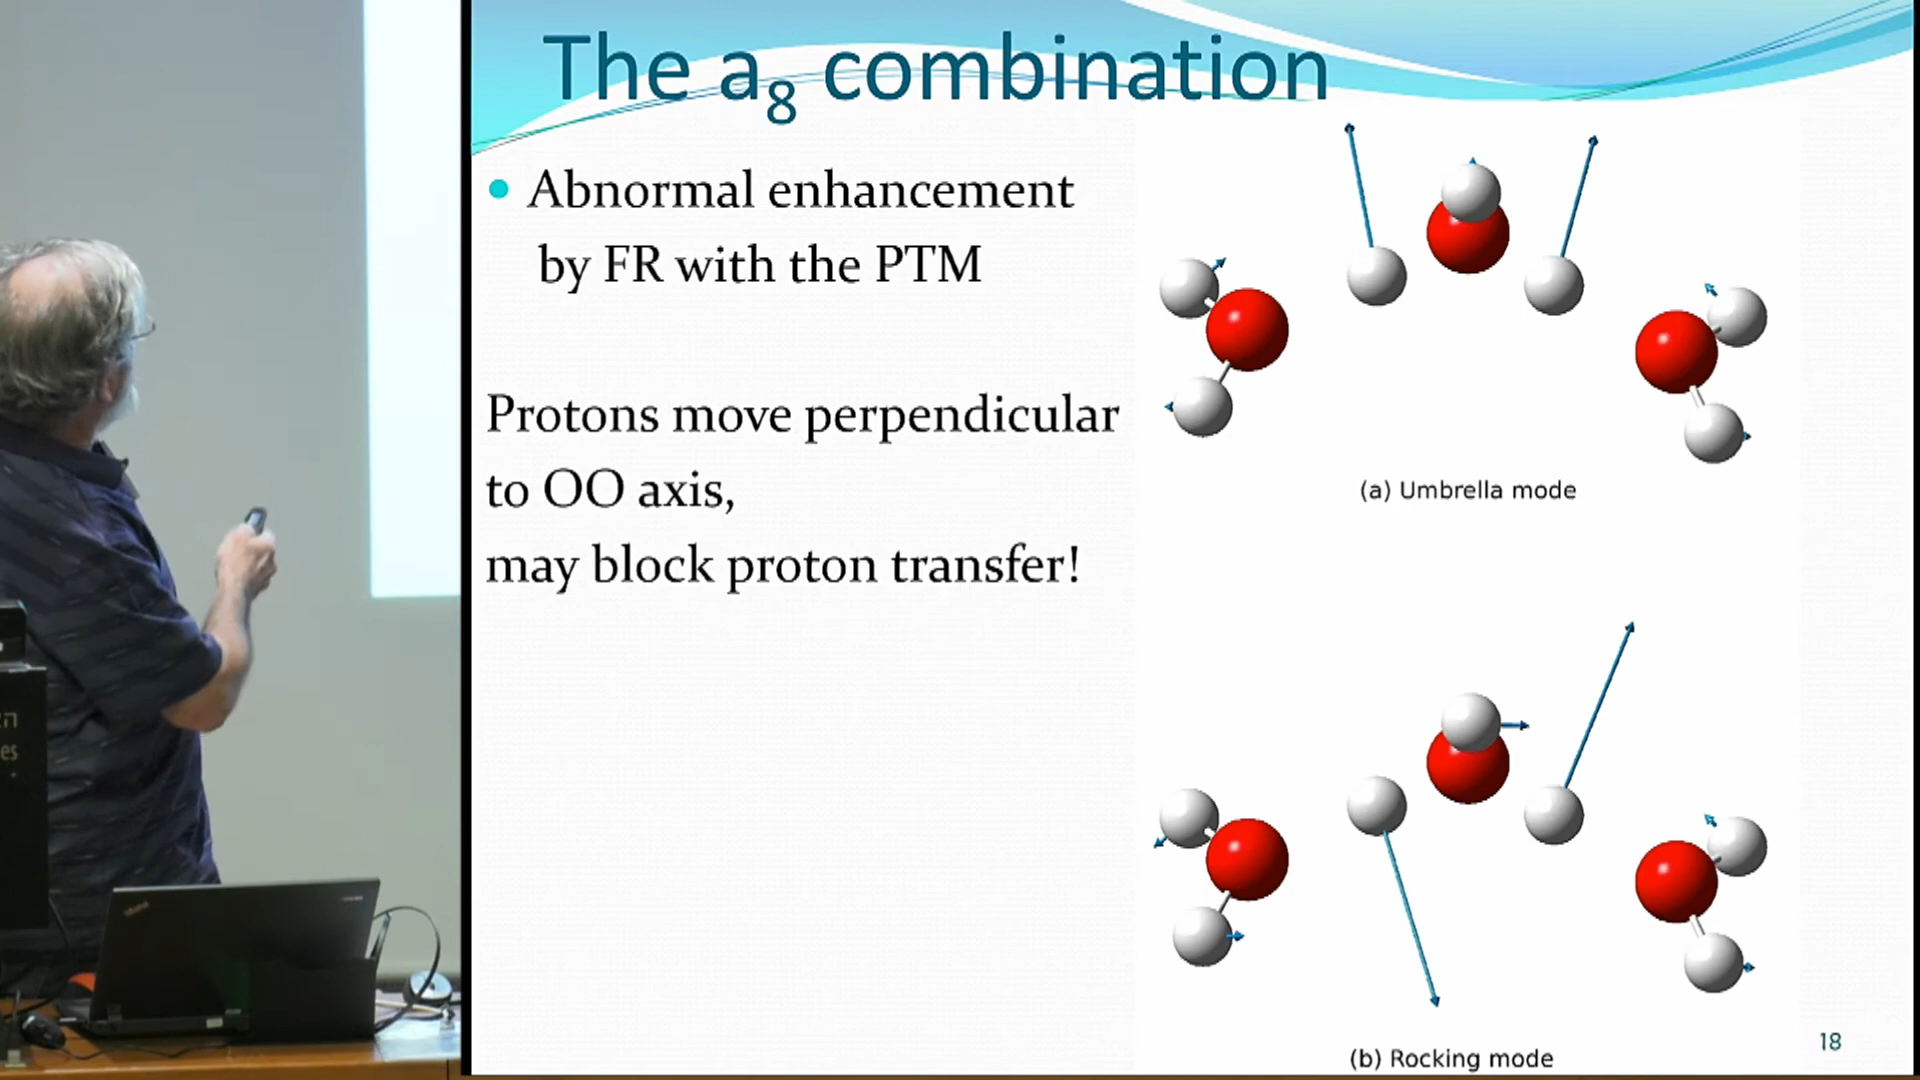 The a₈ combination
Abnormal enhancement
by FR with the PTM
Protons move perpendicular
to OO axis,
may block proton transfer!
(a) Umbrella mode
(b) Rocking mode
18